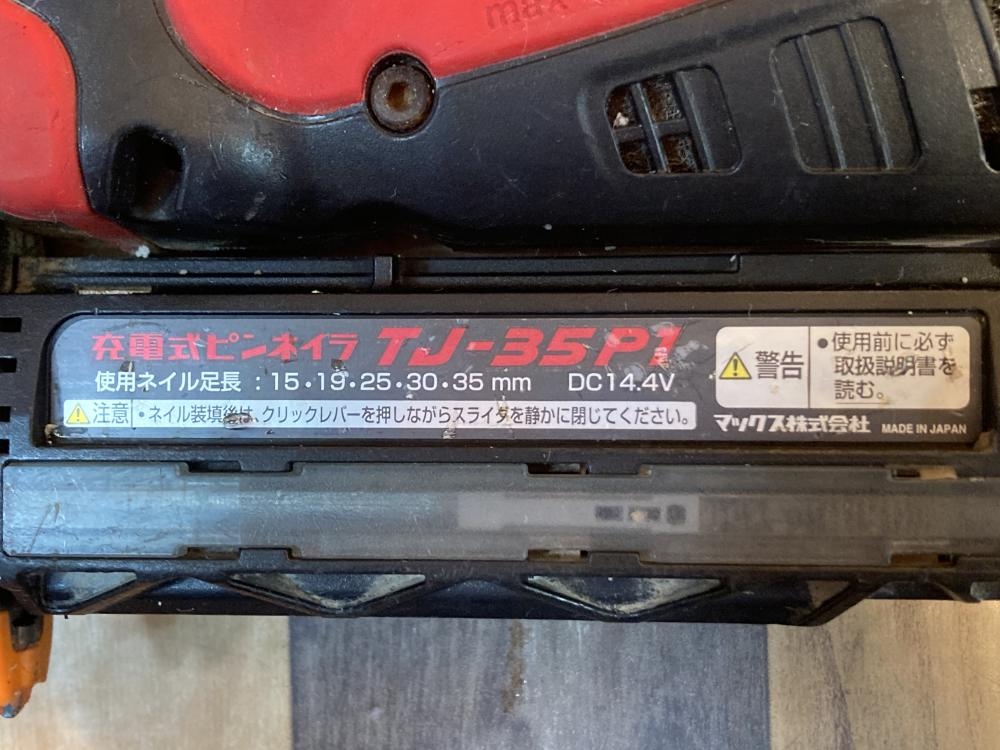 max
充電式ピンネイラ TJ-35P1
使用ネイル足長 : 15・19・25・30・35 mm DC14.4V
注意 ・ネイル装填後は、クリックレバーを押しながらスライダを静かに閉じてください。
警告
●使用前に必ず
取扱説明書を
読む。
マックス株式会社 MADE IN JAPAN